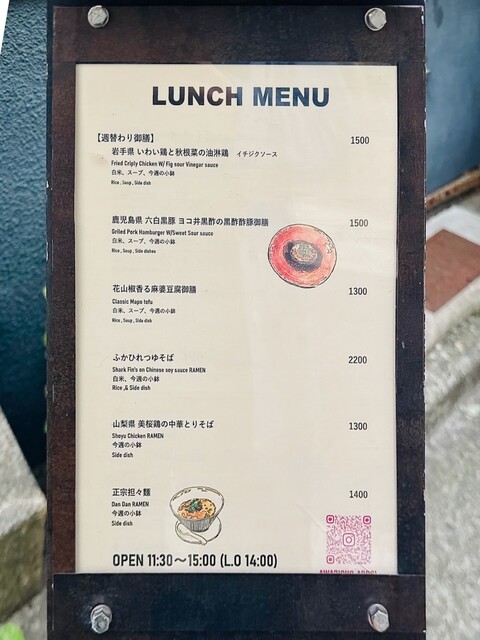 LUNCH MENU
【週替わり御膳】 1500
岩手県 いわい鶏と秋根菜の油淋鶏 イチジクソース
Fried Criply Chicken W/ Fig sour Vinegar sauce
白米、スープ、今週の小鉢
Rice , Soup , Side dish
鹿児島県 六白黒豚 ヨコ井黒酢の黒酢酢豚御膳 1500
Griled Pork Hamburger W/Sweet Sour sauce
白米、スープ、今週の小鉢
Rice , Soup , Side dishes
花山椒香る麻婆豆腐御膳 1300
Classic Mapo tofu
白米、スープ、今週の小鉢
Rice , Soup , Side dish
ふかひれつゆそば 2200
Shark Fin's on Chinese soy sauce RAMEN
白米、今週の小鉢
Rice ,& Side dish
山梨県 美桜鶏の中華とりそば 1300
Shoyu Chicken RAMEN
今週の小鉢
Side dish
正宗担々麺 1400
Dan Dan RAMEN
今週の小鉢
Side dish
OPEN 11:30～15:00 (L.O 14:00)